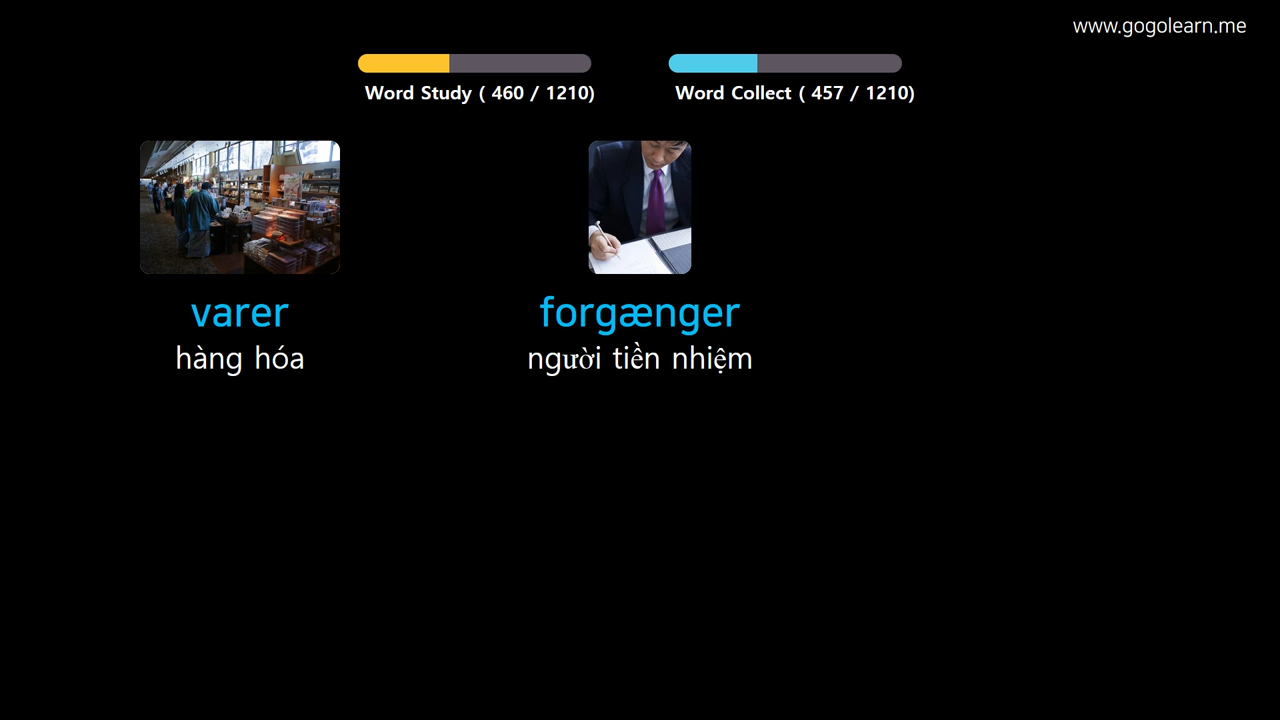 www.gogolearn.me
Word Study ( 460 / 1210)
Word Collect ( 457 / 1210)
varer
forgænger
hàng hóa
người tiền nhiệm